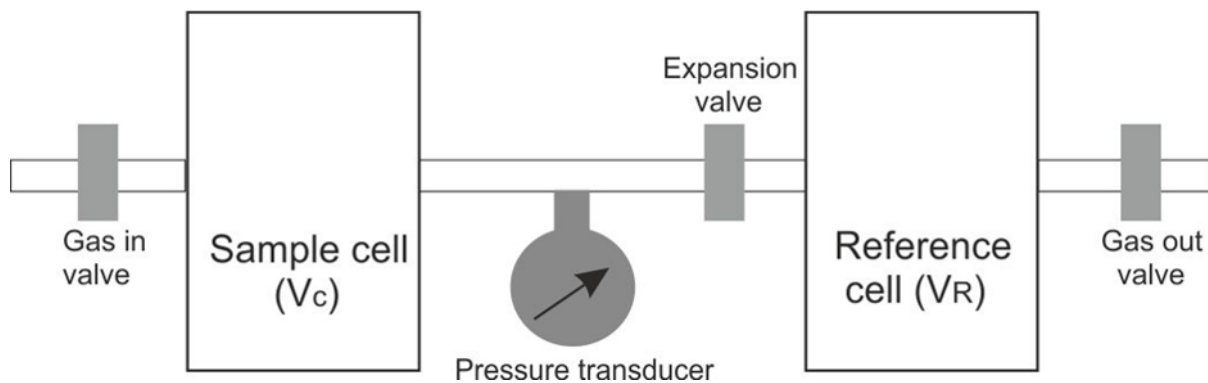 Gas in
valve
Sample cell
(Vc)
Pressure transducer
Expansion
valve
Reference
cell (VR)
Gas out
valve